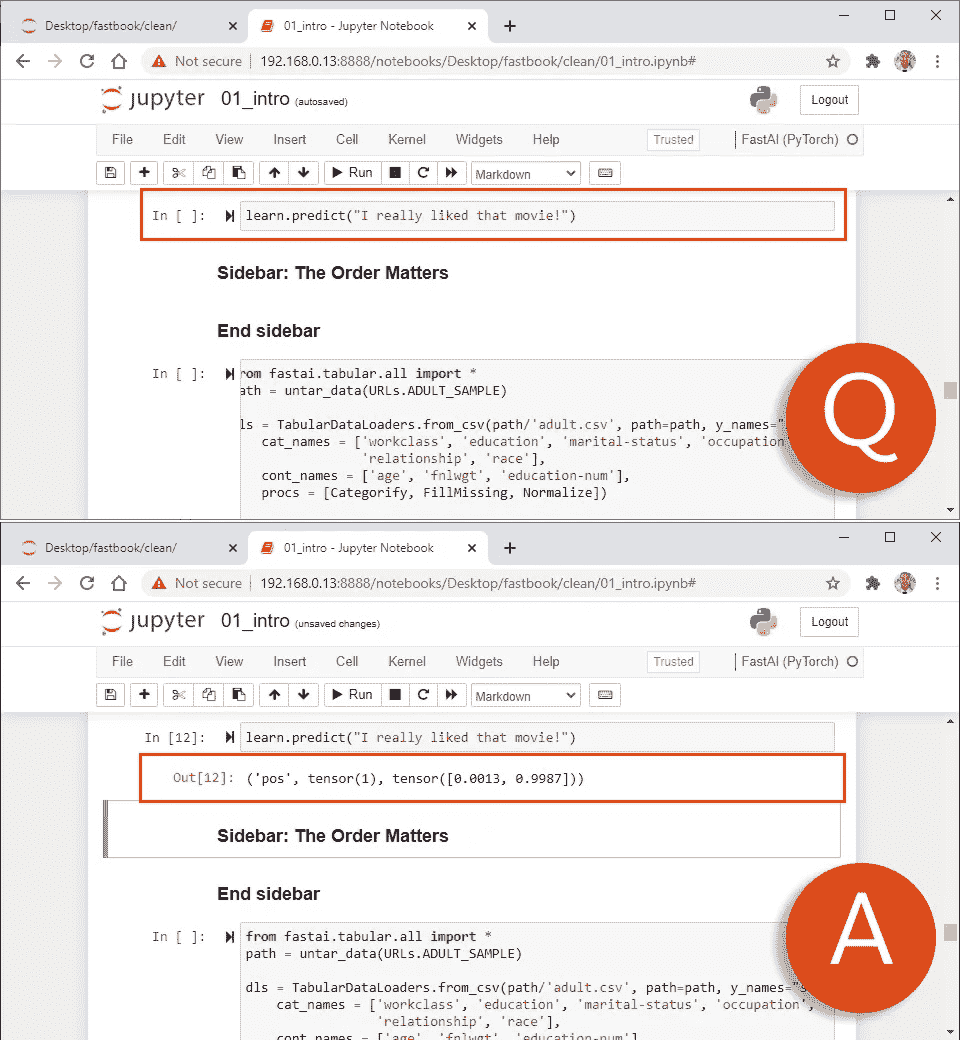 Desktop/fastbook/clean/
01_intro - Jupyter Notebook
Not secure 192.168.0.13:8888/notebooks/Desktop/fastbook/clean/01_intro.ipynb#
jupyter 01_intro (autosaved)
Logout
File Edit View Insert Cell Kernel Widgets Help Trusted FastAI (PyTorch)
Run Markdown
In [ ]: learn.predict("I really liked that movie!")
Sidebar: The Order Matters
End sidebar
In [ ]: rom fastai.tabular.all import *
ath = untar_data(URLs.ADULT_SAMPLE)
ls = TabularDataLoaders.from_csv(path/'adult.csv', path=path, y_names="
cat_names = ['workclass', 'education', 'marital-status', 'occupation'
'relationship', 'race'],
cont_names = ['age', 'fnlwgt', 'education-num'],
procs = [Categorify, FillMissing, Normalize])
Q
Desktop/fastbook/clean/
01_intro - Jupyter Notebook
Not secure 192.168.0.13:8888/notebooks/Desktop/fastbook/clean/01_intro.ipynb#
jupyter 01_intro (unsaved changes)
Logout
File Edit View Insert Cell Kernel Widgets Help Trusted FastAI (PyTorch)
Run Markdown
In [12]: learn.predict("I really liked that movie!")
Out[12]: ('pos', tensor(1), tensor([0.0013, 0.9987]))
Sidebar: The Order Matters
End sidebar
In [ ]: from fastai.tabular.all import *
path = untar_data(URLs.ADULT_SAMPLE)
dls = TabularDataLoaders.from_csv(path/'adult.csv', path=path, y_names="
cat_names = ['workclass', 'education', 'marital-status', 'occupation',
'relationship', 'race'],
cont_names = ['age', 'fnlwgt', 'education-num'],
A